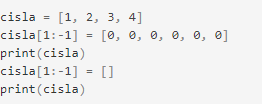 cisla = [1, 2, 3, 4]
cisla[1:-1] = [0, 0, 0, 0, 0, 0]
print(cisla)
cisla[1:-1] = []
print(cisla)